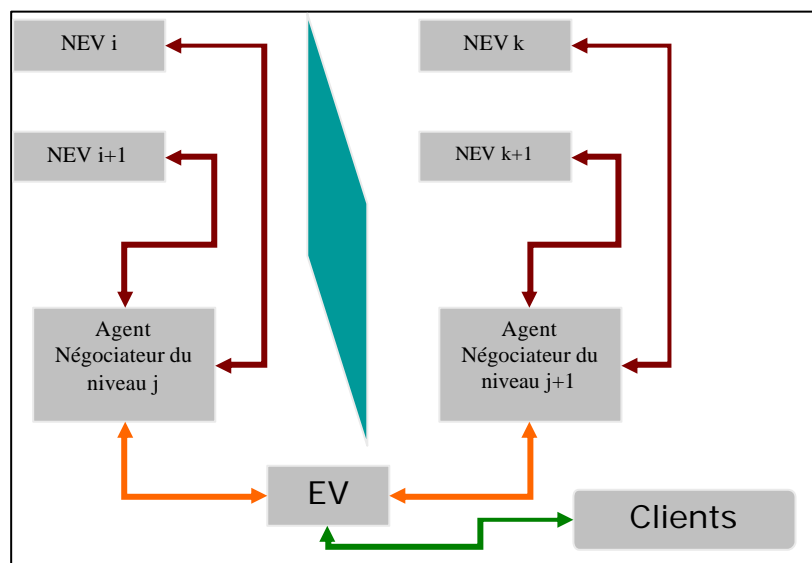 NEV i
NEV k
NEV i+1
NEV k+1
Agent
Négociateur du
niveau j
Agent
Négociateur du
niveau j+1
EV
Clients